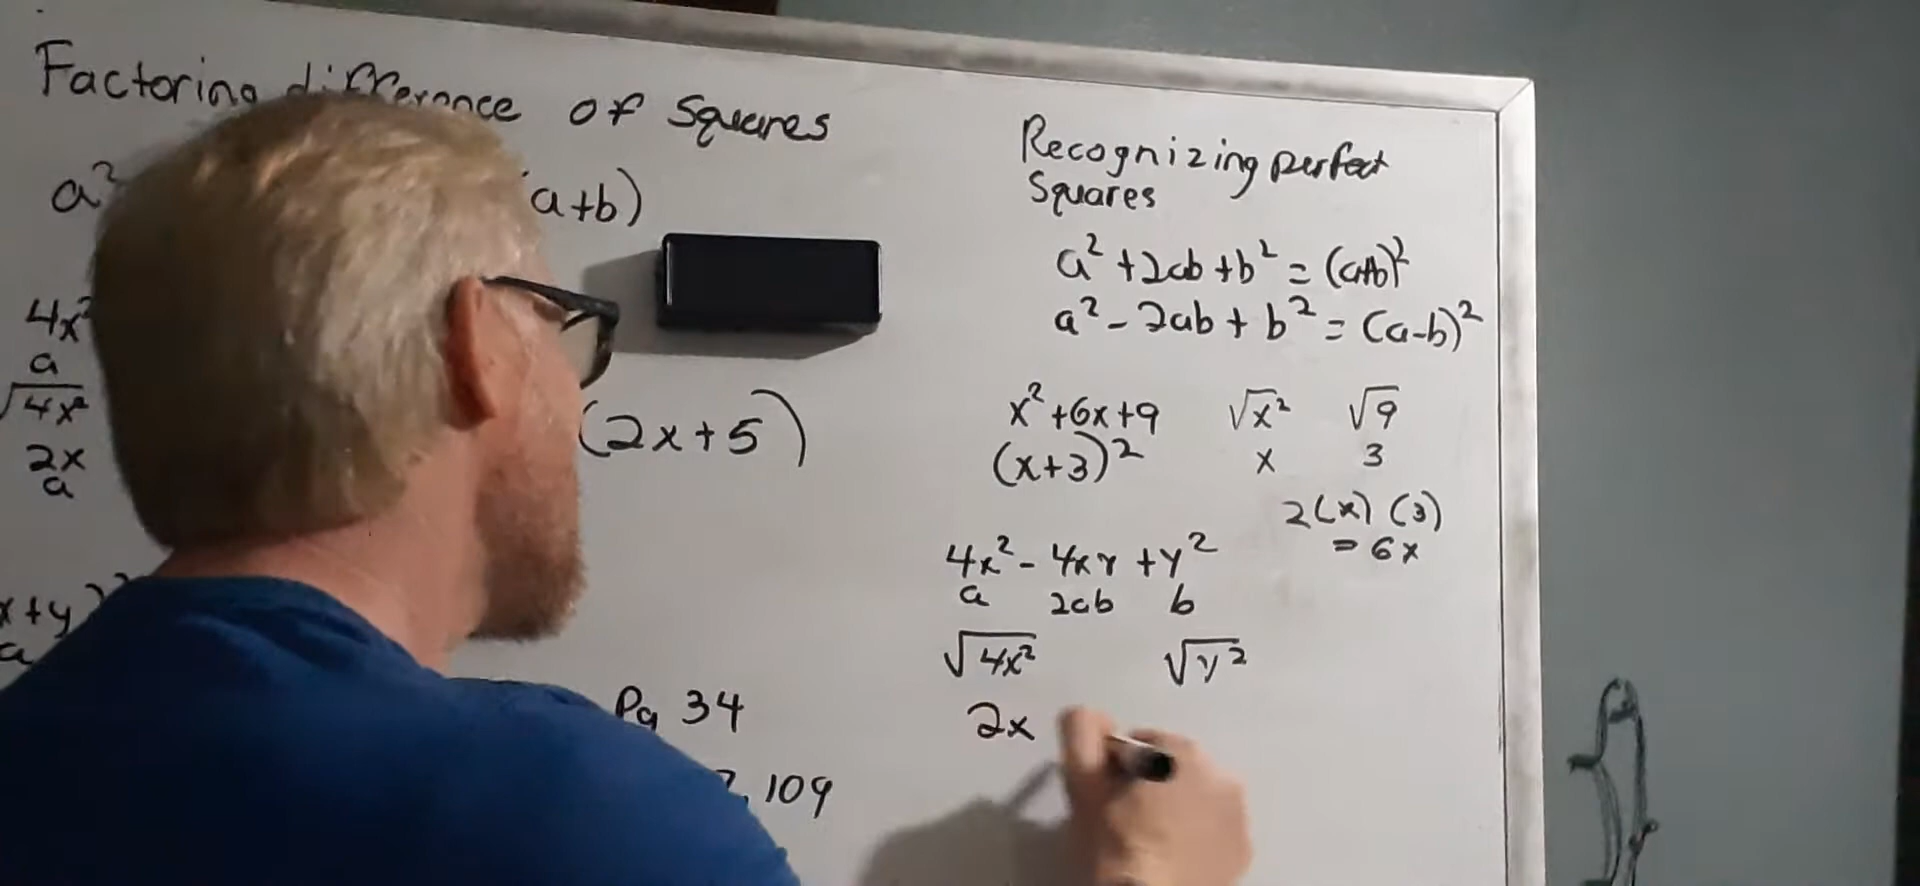 Factoring difference of Squares
a²
a+b)
4x²
a
√4x²
2x
a
(2x+5)
x+y)²
a
Pg 34
, 109
Recognizing perfect
Squares
a² + 2ab + b² = (a+b)²
a² - 2ab + b² = (a-b)²
x² + 6x + 9 √x² √9
(x+3)² x 3
2(x)(3)
= 6x
4x² - 4xy + y²
a 2ab b
√4x² √y²
2x